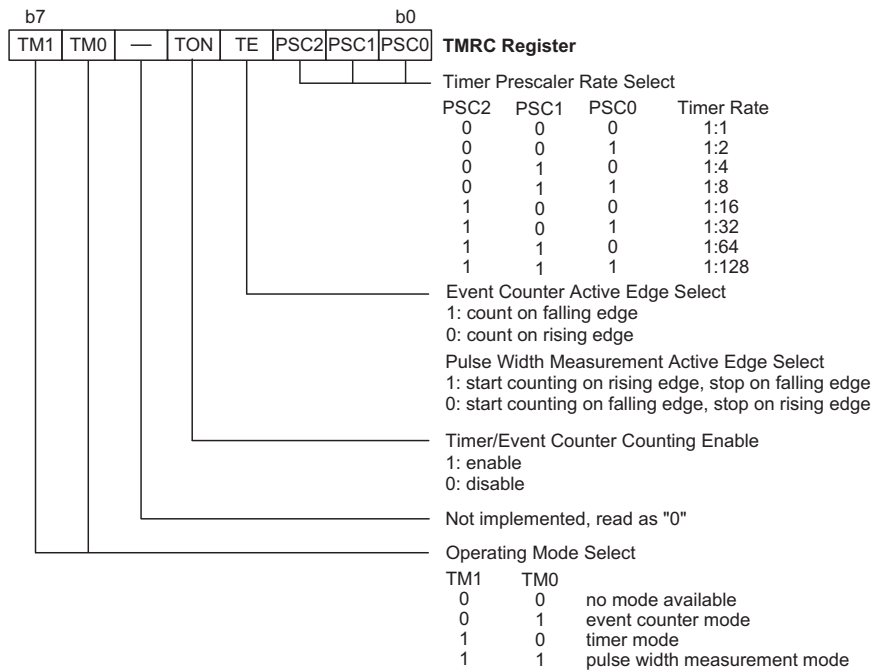 b7 b0
TM1 TM0 — TON TE PSC2 PSC1 PSC0 TMRC Register
Timer Prescaler Rate Select
PSC2 PSC1 PSC0 Timer Rate
0 0 0 1:1
0 0 1 1:2
0 1 0 1:4
0 1 1 1:8
1 0 0 1:16
1 0 1 1:32
1 1 0 1:64
1 1 1 1:128
Event Counter Active Edge Select
1: count on falling edge
0: count on rising edge
Pulse Width Measurement Active Edge Select
1: start counting on rising edge, stop on falling edge
0: start counting on falling edge, stop on rising edge
Timer/Event Counter Counting Enable
1: enable
0: disable
Not implemented, read as "0"
Operating Mode Select
TM1 TM0
0 0 no mode available
0 1 event counter mode
1 0 timer mode
1 1 pulse width measurement mode